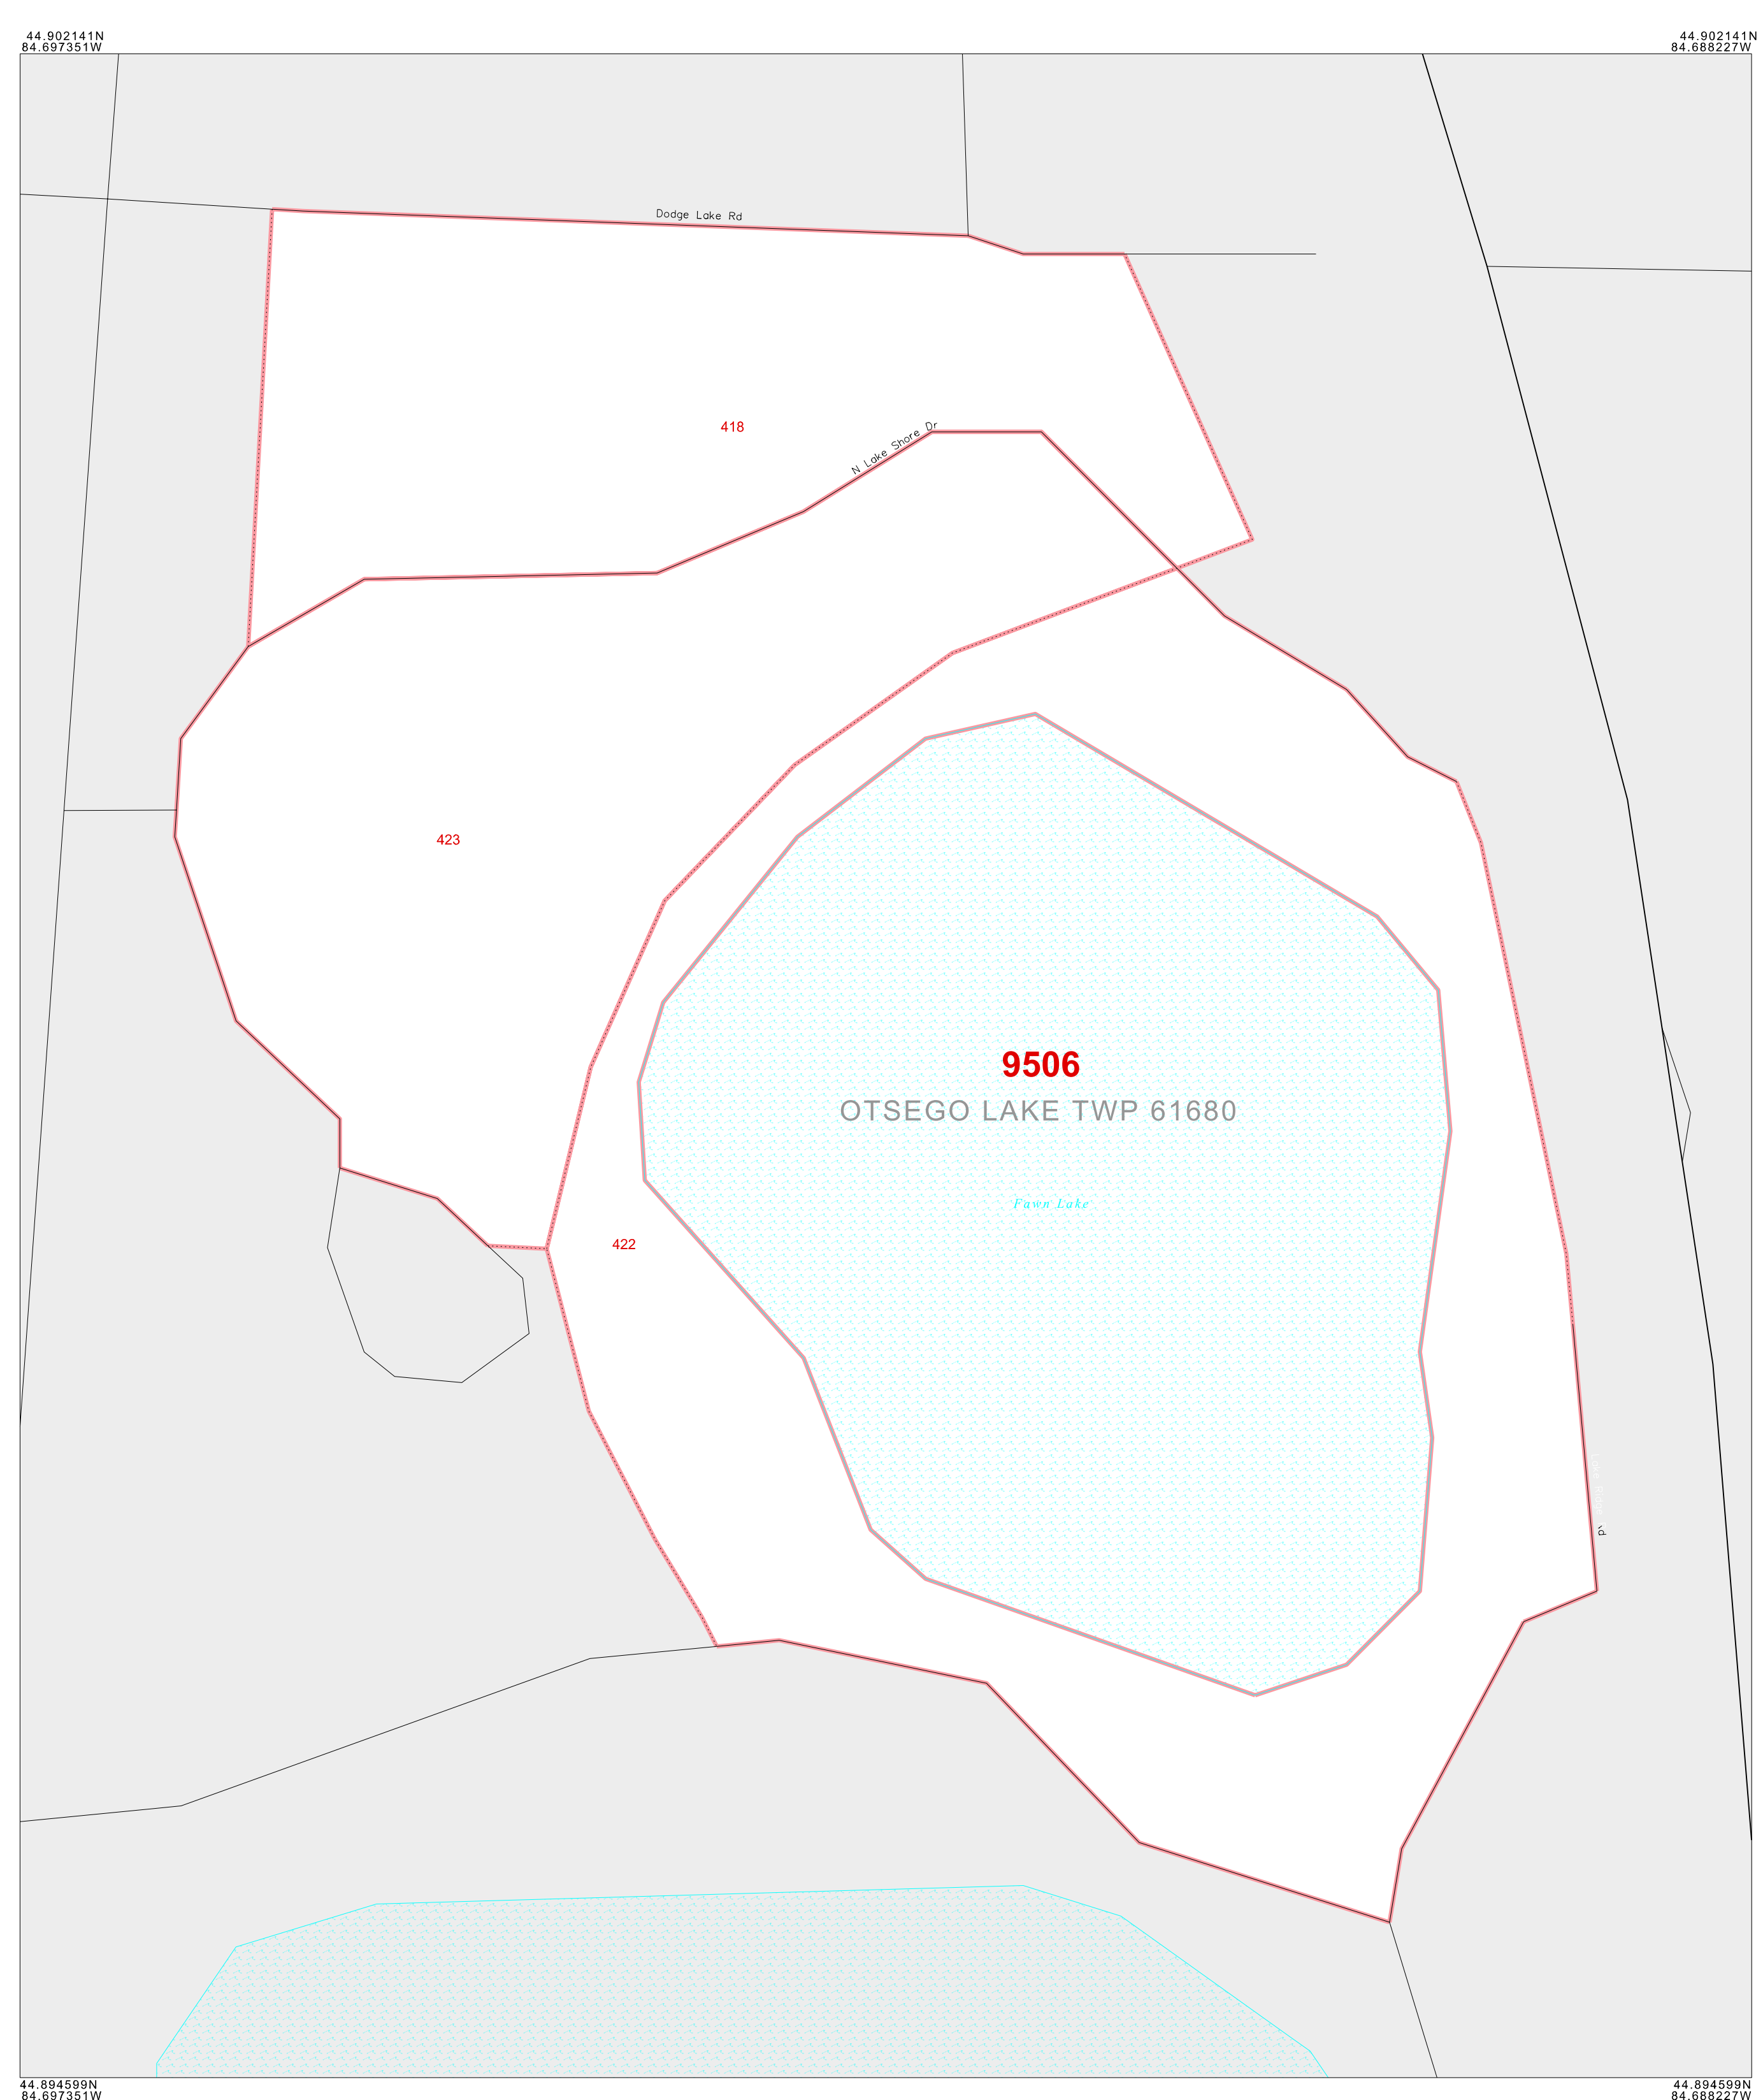 44.902141N
84.697351W
44.902141N
84.688227W
Dodge Lake Rd
418
N Lake Shore Dr
423
9506
OTSEGO LAKE TWP 61680
Fawn Lake
422
44.894599N
84.697351W
44.894599N
84.688227W